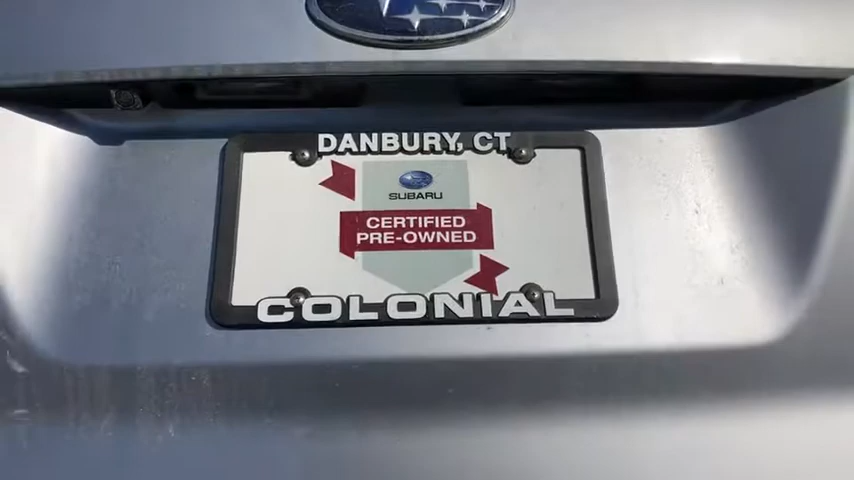 DANBURY, CT
SUBARU
CERTIFIED
PRE-OWNED
COLONIAL